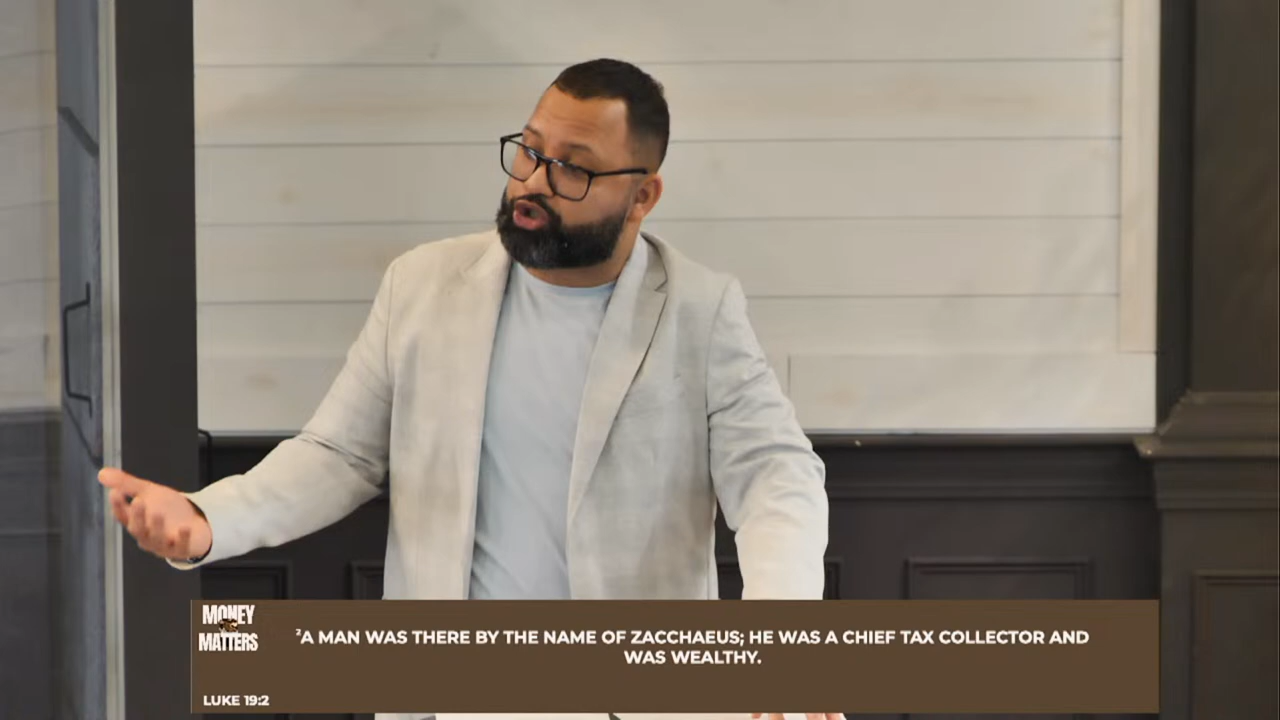 MONEY
MATTERS
²A MAN WAS THERE BY THE NAME OF ZACCHAEUS; HE WAS A CHIEF TAX COLLECTOR AND
WAS WEALTHY.
LUKE 19:2